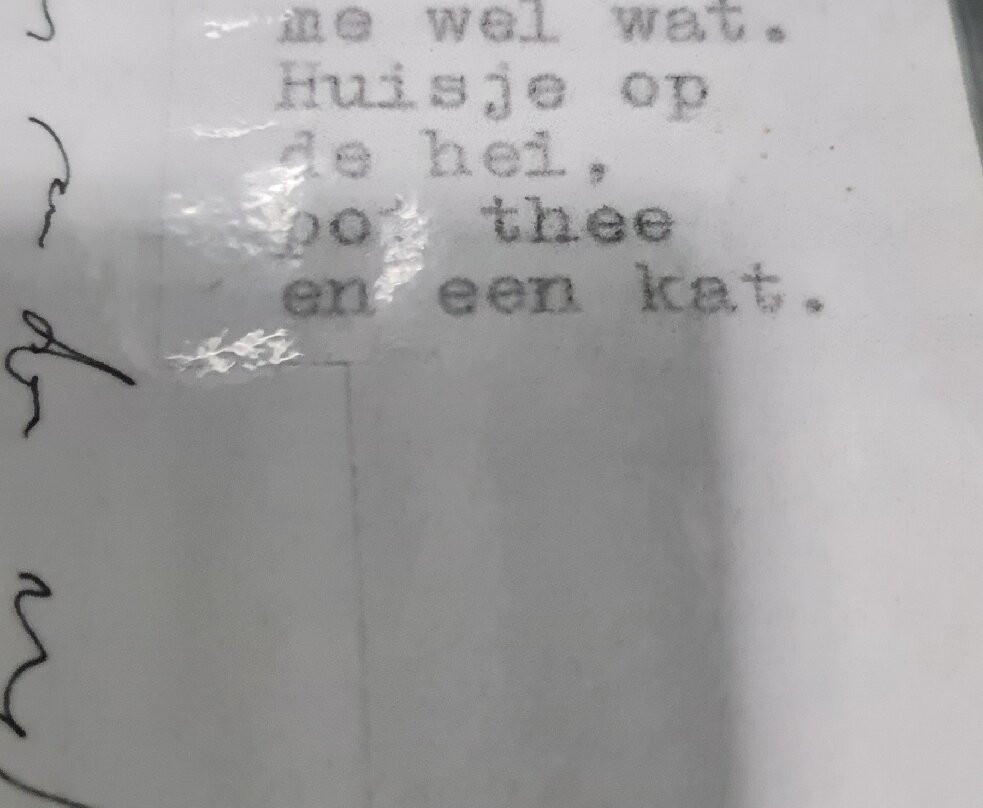 me wel wat.
Huisje op
de hei,
pot thee
en een kat.